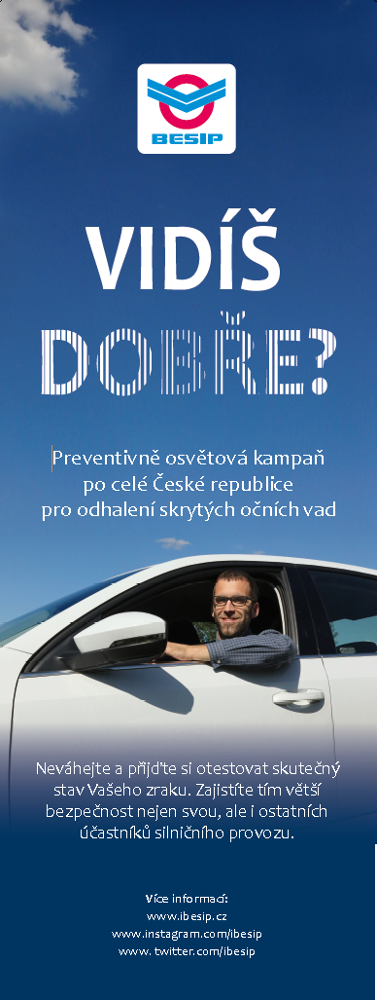 BESIP
VIDÍŠ
DOBŘE?
Preventivně osvětová kampaň
po celé České republice
pro odhalení skrytých očních vad
Neváhejte a přijďte si otestovat skutečný
stav Vašeho zraku. Zajistíte tím větší
bezpečnost nejen svou, ale i ostatních
účastníků silničního provozu.
Více informací:
www.ibesip.cz
www.instagram.com/ibesip
www. twitter.com/ibesip